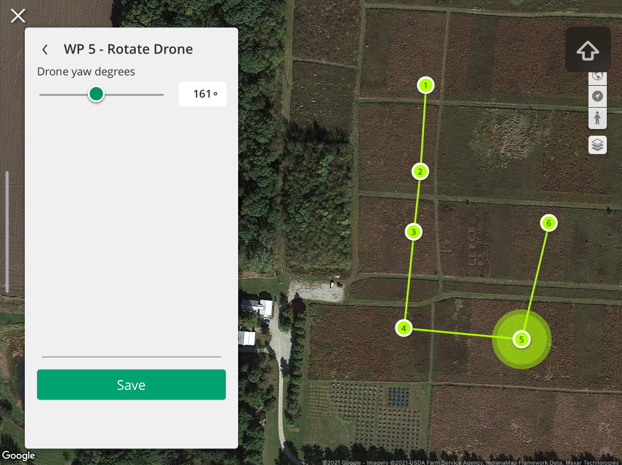 WP 5 - Rotate Drone
Drone yaw degrees
161°
1
2
3
6
4
5
Save
Google
©2021 Google - Imagery ©2021 USDA Farm Service Agency, IndianaMap Framework Data, Maxar Technologies